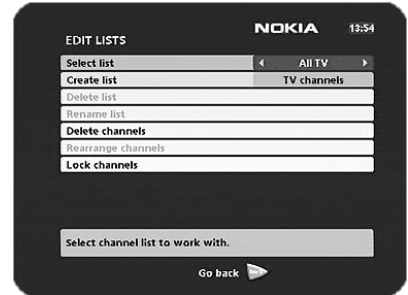 NOKIA 13:54
EDIT LISTS
Select list All TV
Create list TV channels
Delete list
Rename list
Delete channels
Rearrange channels
Lock channels
Select channel list to work with.
Go back